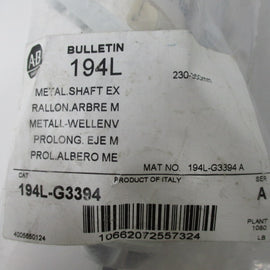 AB
BULLETIN
194L
METAL.SHAFT EX
RALLON.ARBRE M
METALL-WELLENV
PROLONG. EJE M
PROL.ALBERO ME
MAT NO. 194L-G3394 A
CAT
PRODUCT OF ITALY
SER
194L-G3394
A
PLANT
1060
4005650124
10662072557324
LB